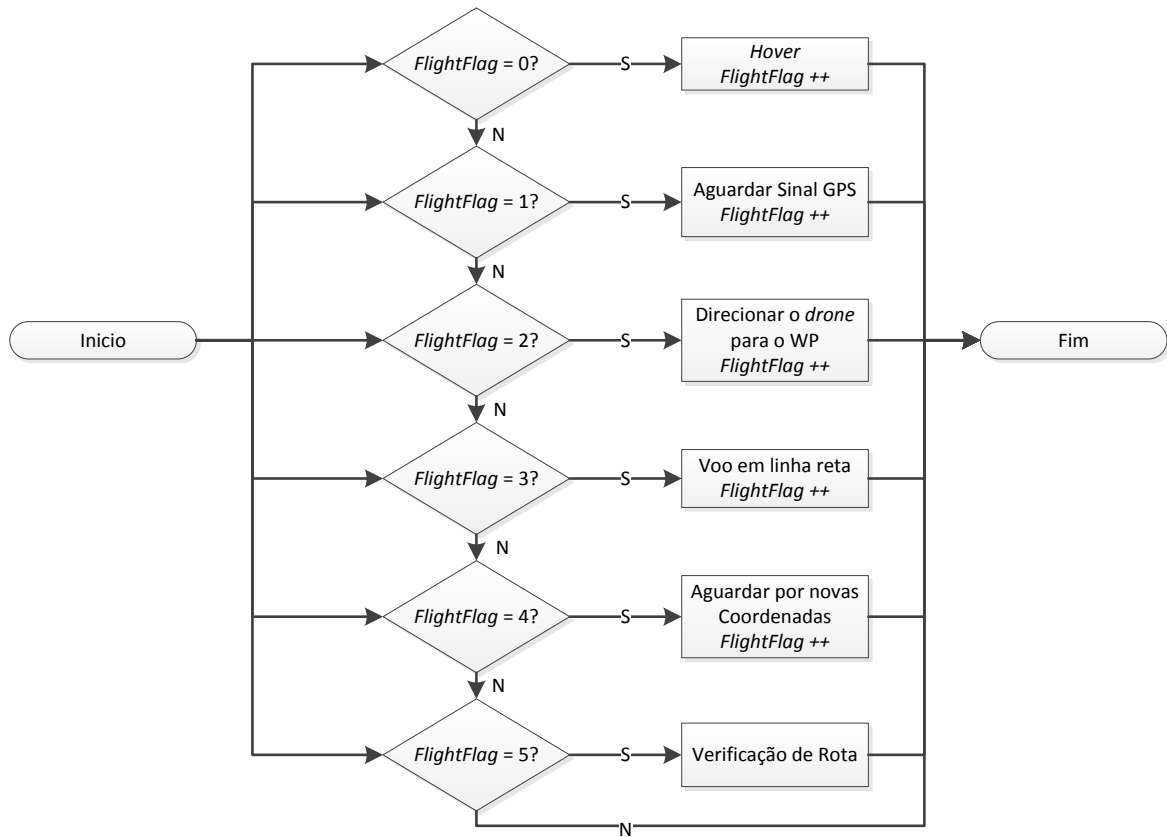 FlightFlag = 0?
S
Hover
FlightFlag ++
N
FlightFlag = 1?
S
Aguardar Sinal GPS
FlightFlag ++
N
Inicio
FlightFlag = 2?
S
Direcionar o drone
para o WP
FlightFlag ++
Fim
N
FlightFlag = 3?
S
Voo em linha reta
FlightFlag ++
N
FlightFlag = 4?
S
Aguardar por novas
Coordenadas
FlightFlag ++
N
FlightFlag = 5?
S
Verificação de Rota
N